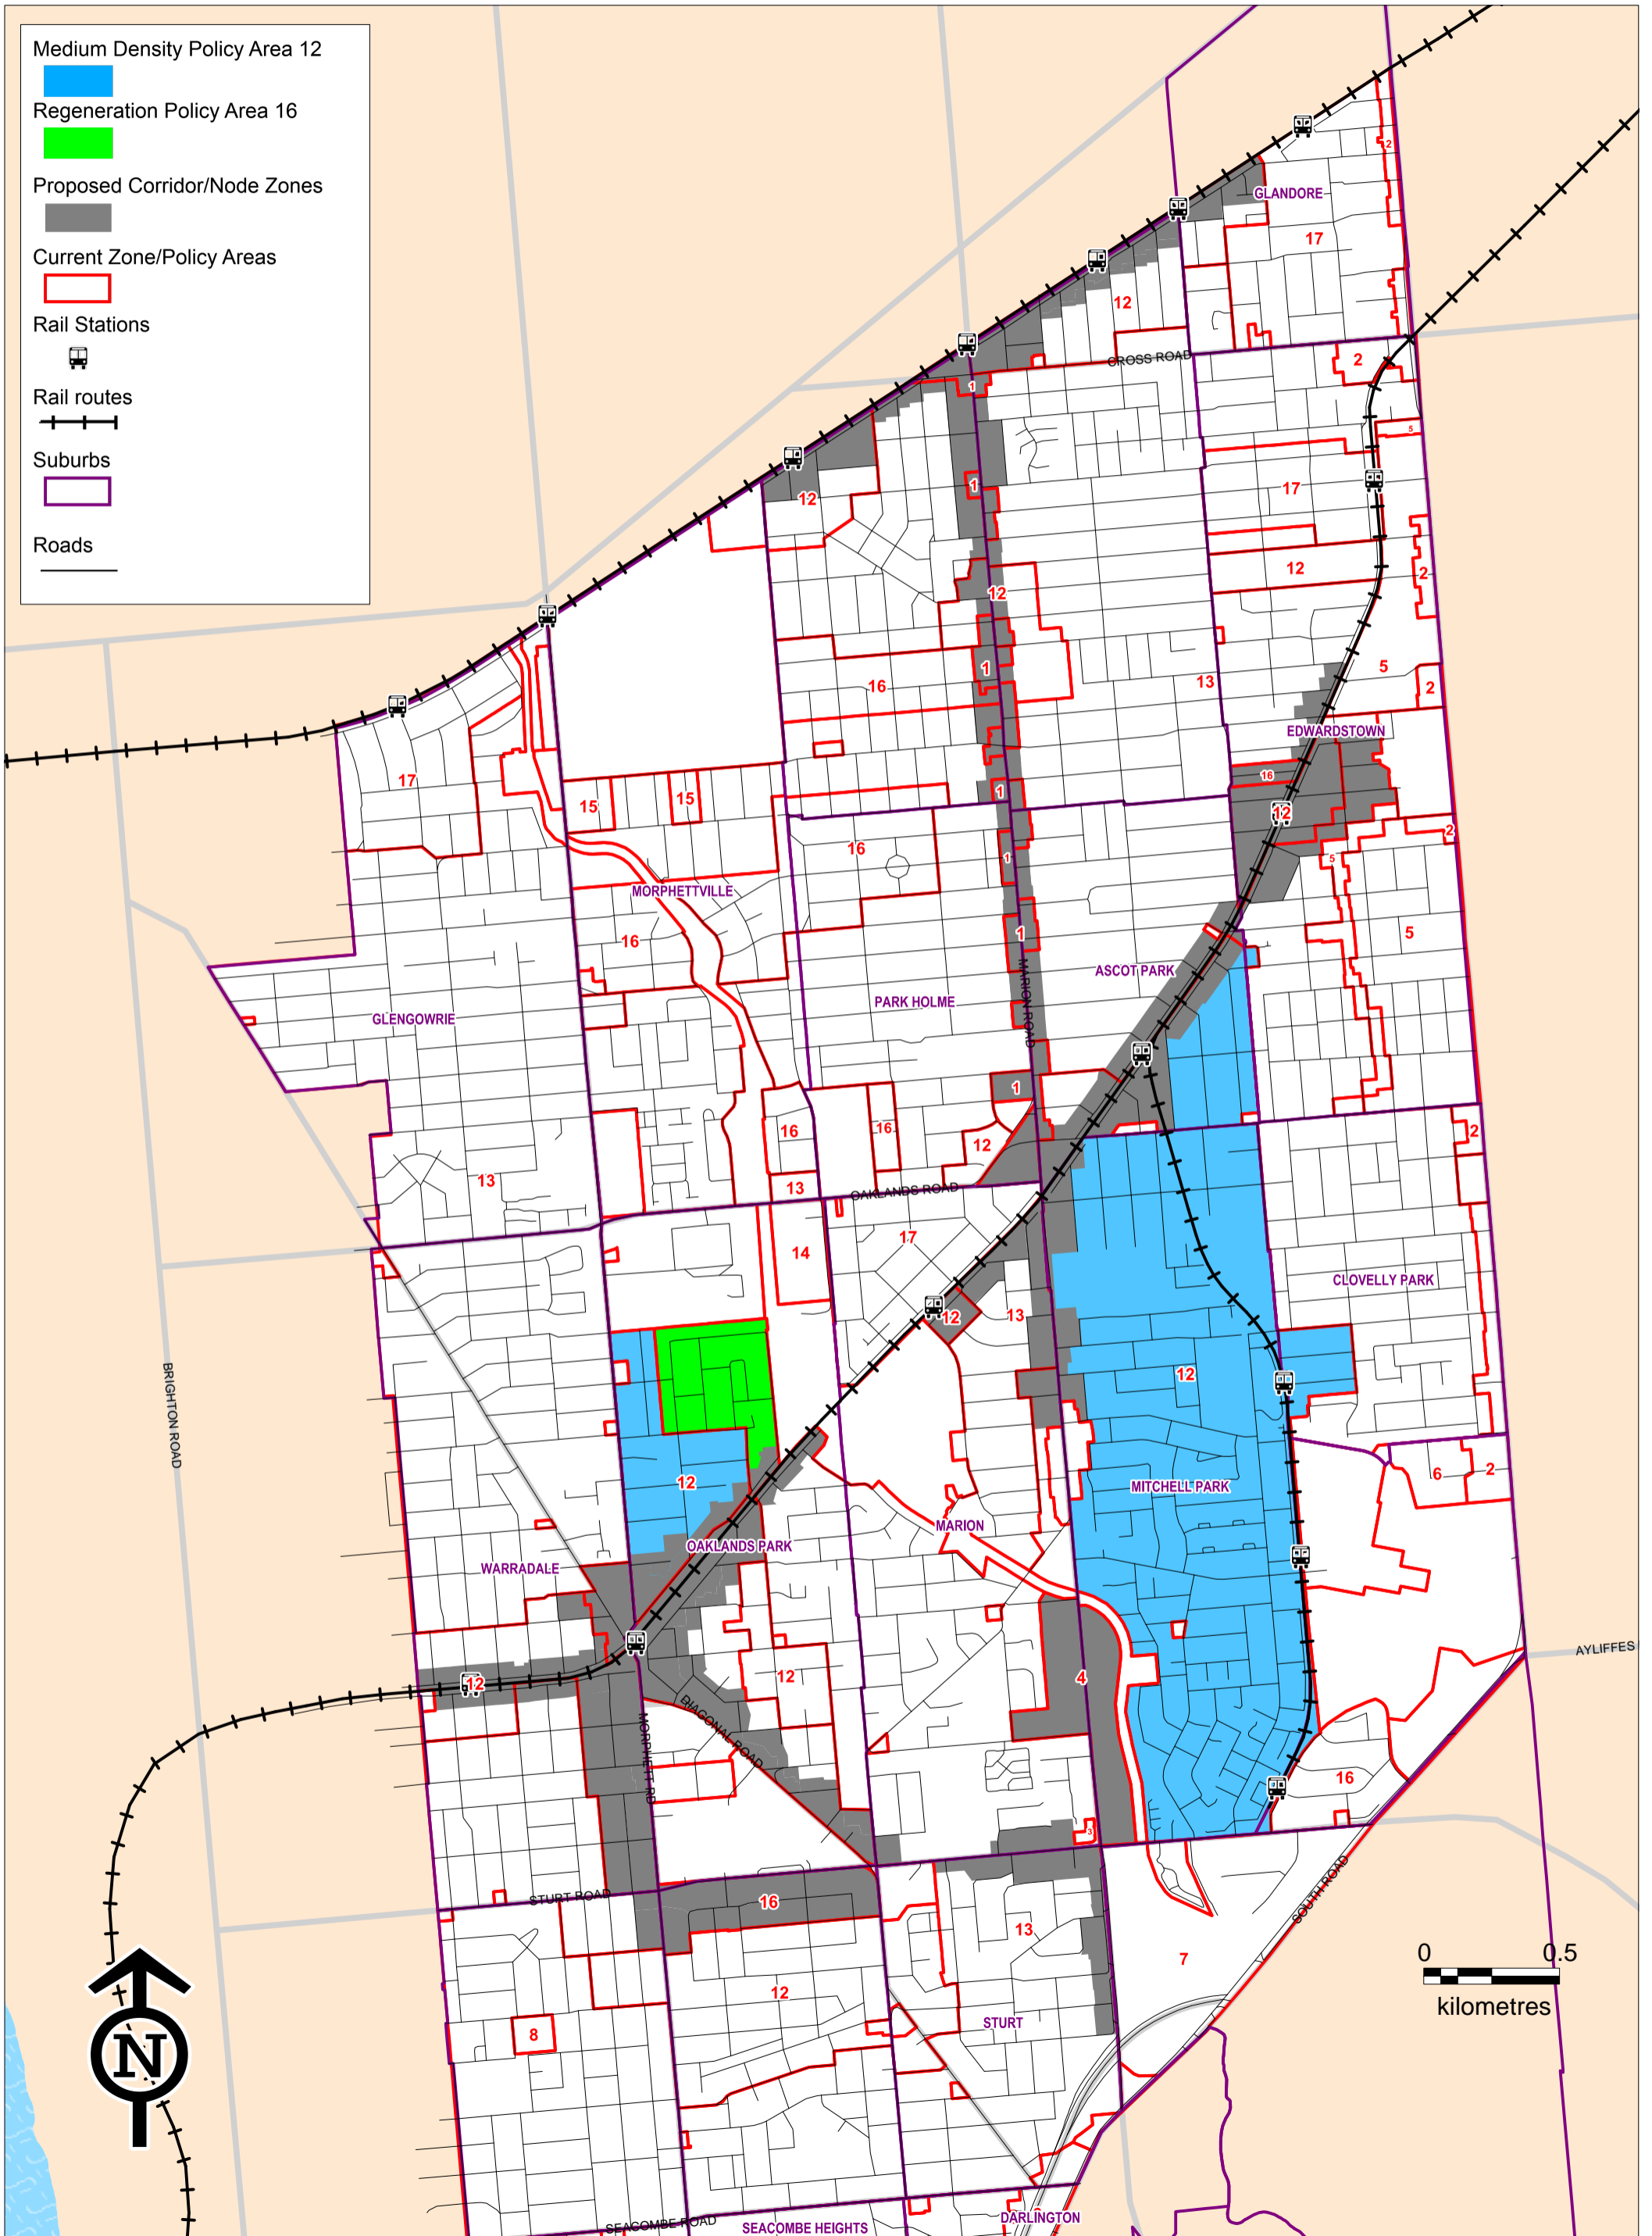 Medium Density Policy Area 12
Regeneration Policy Area 16
Proposed Corridor/Node Zones
Current Zone/Policy Areas
Rail Stations
Rail routes
Suburbs
Roads
2
GLANDORE
17
12
CROSS ROAD
2
1
5
1
17
12
12
12
2
13
5
1
16
2
EDWARDSTOWN
16
17
15
15
1
12
2
16
1
5
MORPHETTVILLE
16
1
5
ASCOT PARK
MARION ROAD
PARK HOLME
GLENGOWRIE
1
16
16
12
2
13
13
OAKLANDS ROAD
17
14
CLOVELLY PARK
12
13
12
BRIGHTON ROAD
12
6
2
MITCHELL PARK
MARION
OAKLANDS PARK
WARRADALE
AYLIFFES
12
12
4
DIAGONAL ROAD
MORPHETT RD
16
3
STURT ROAD
16
SOUTH ROAD
13
7
0 0.5
kilometres
12
8
STURT
N
SEACOMBE ROAD
SEACOMBE HEIGHTS
DARLINGTON